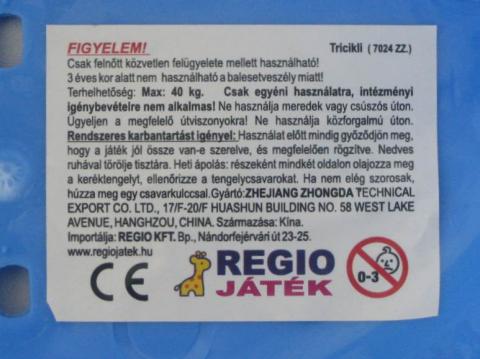 FIGYELEM! Tricikli ( 7024 ZZ.)
Csak felnőtt közvetlen felügyelete mellett használható!
3 éves kor alatt nem használható a balesetveszély miatt!
Terhelhetőség: Max: 40 kg. Csak egyéni használatra, intézményi
igénybevételre nem alkalmas! Ne használja meredek vagy csúszós úton.
Ügyeljen a megfelelő útviszonyokra! Ne használja közforgalmú úton.
Rendszeres karbantartást igényel: Használat előtt mindig győződjön meg,
hogy a játék jól össze van-e szerelve, és megfelelően rögzítve. Nedves
ruhával törölje tisztára. Heti ápolás: részeként mindkét oldalon olajozza meg
a keréktengelyt, ellenőrizze a tengelycsavarokat. Ha nem elég szorosak,
húzza meg egy csavarkulccsal.Gyártó:ZHEJIANG ZHONGDA TECHNICAL
EXPORT CO. LTD., 17/F-20/F HUASHUN BUILDING NO. 58 WEST LAKE
AVENUE, HANGHZOU, CHINA. Származása: Kína.
Importálja: REGIO KFT. Bp., Nándorfejérvári út 23-25.
www.regiojatek.hu
CE
REGIO
JÁTÉK
0-3